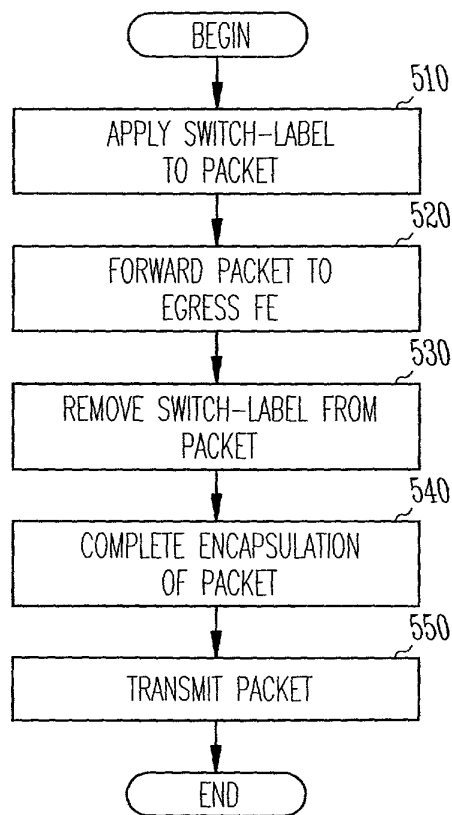 BEGIN
510
APPLY SWITCH-LABEL
TO PACKET
520
FORWARD PACKET TO
EGRESS FE
530
REMOVE SWITCH-LABEL FROM
PACKET
540
COMPLETE ENCAPSULATION
OF PACKET
550
TRANSMIT PACKET
END